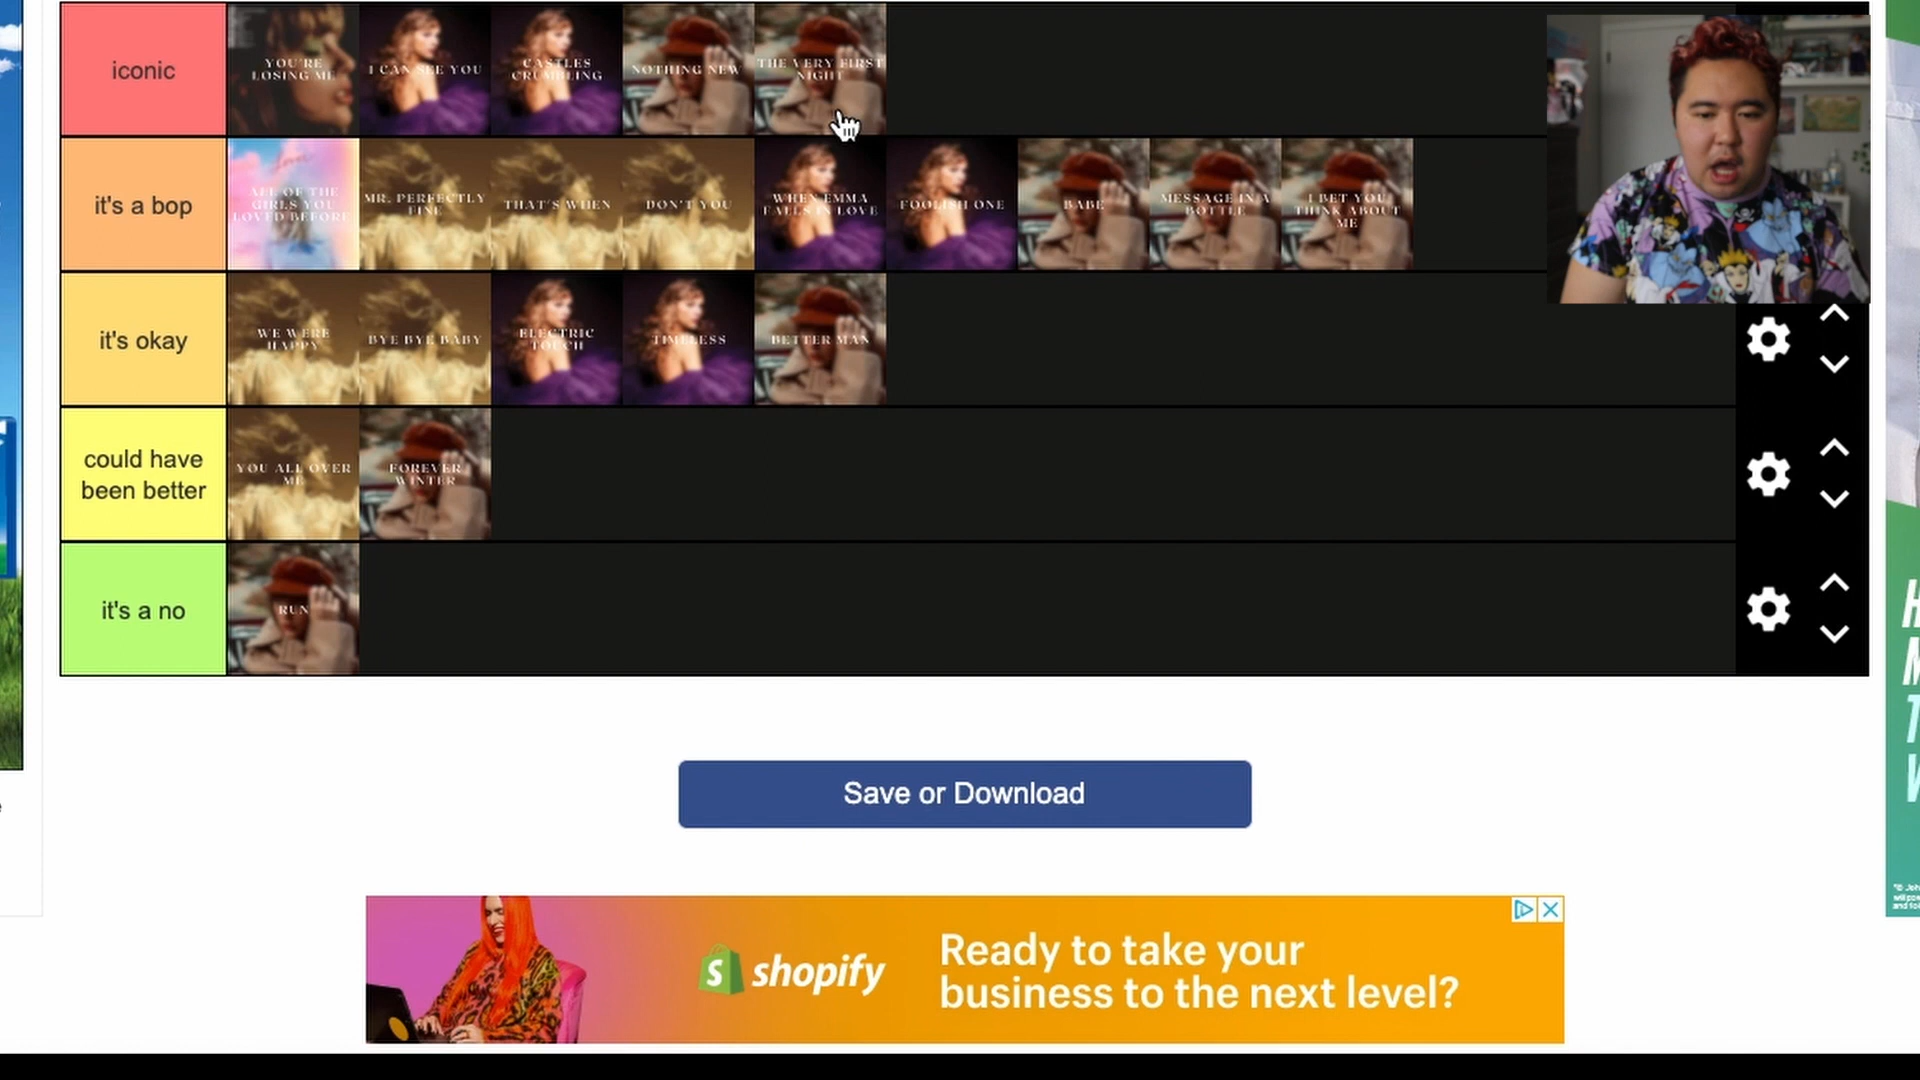 iconic
YOU'RE
LOSING ME
I CAN SEE YOU
CASTLES
CRUMBLING
NOTHING NEW
THE VERY FIRST
NIGHT
it's a bop
ALL OF THE
GIRLS YOU
LOVED BEFORE
MR. PERFECTLY
FINE
THAT'S WHEN
DON'T YOU
WHEN EMMA
FALLS IN LOVE
FOOLISH ONE
BABE
MESSAGE IN A
BOTTLE
I BET YOU
THINK ABOUT
ME
it's okay
WE WERE
HAPPY
BYE BYE BABY
ELECTRIC
TOUCH
TIMELESS
BETTER MAN
could have
been better
YOU ALL OVER
ME
FOREVER
WINTER
it's a no
RUN
Save or Download
shopify
Ready to take your
business to the next level?